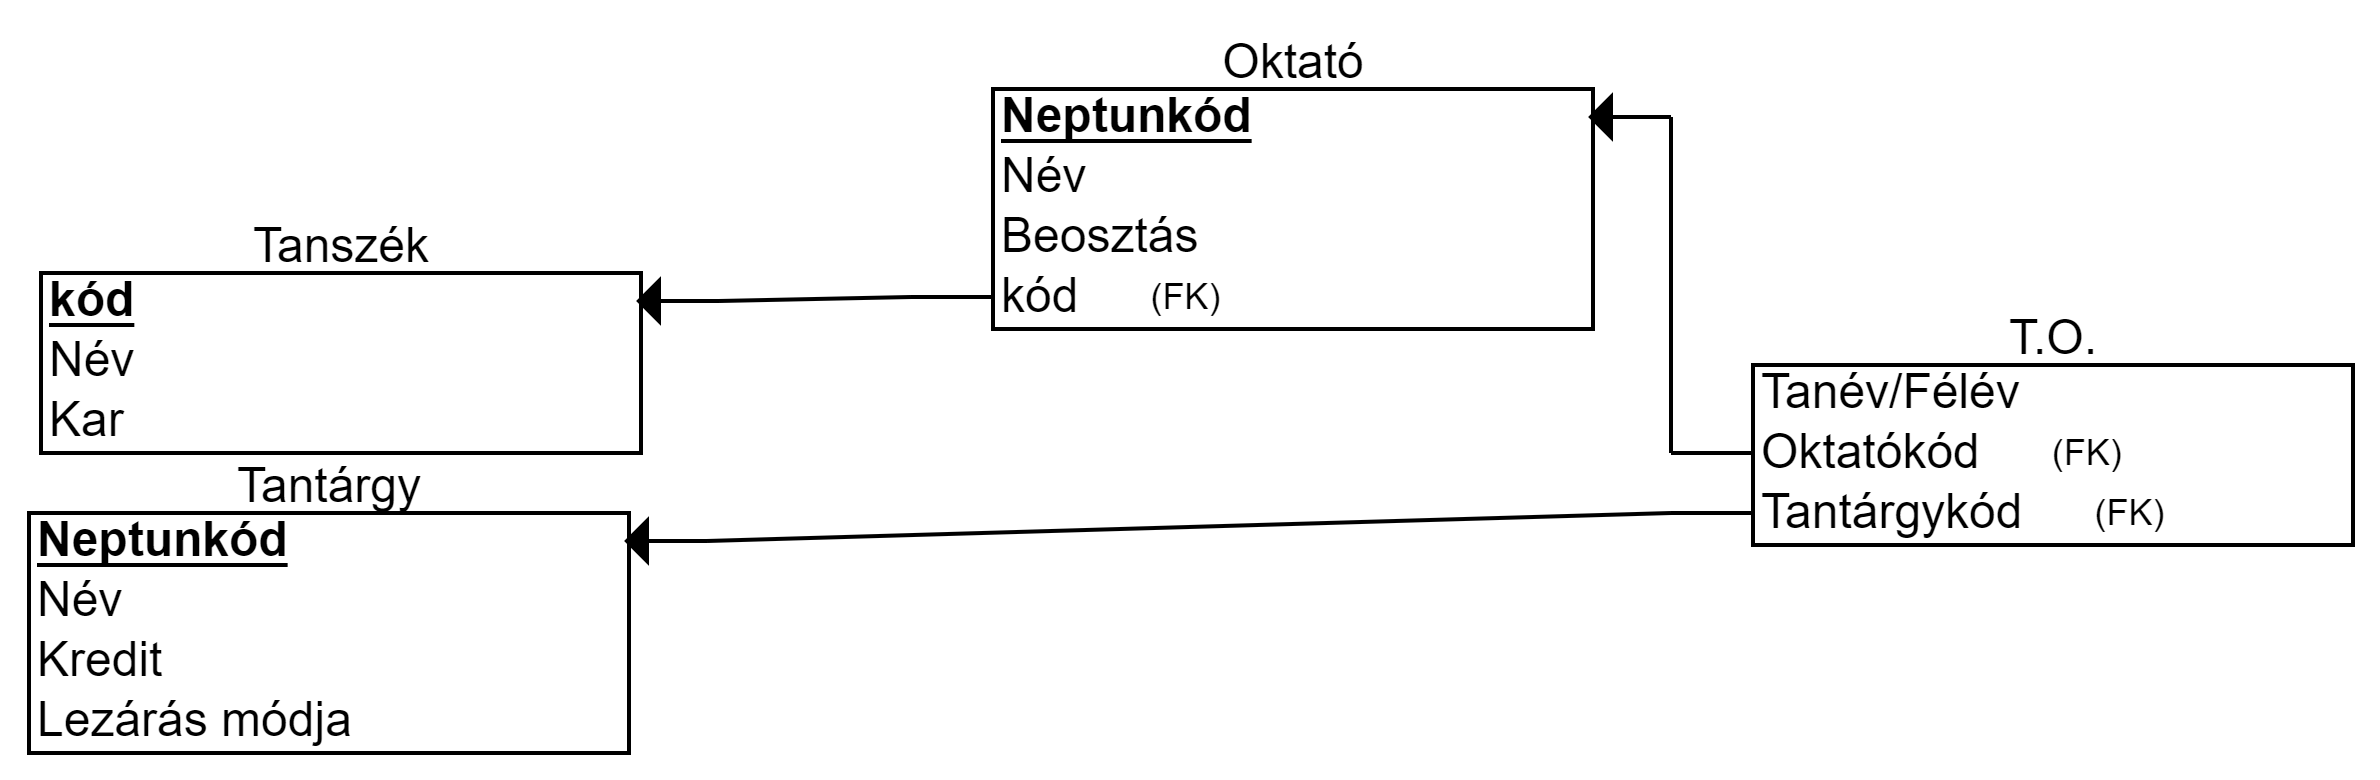 Oktató
Neptunkód
Név
Beosztás
kód (FK)
Tanszék
kód
Név
Kar
T.O.
Tanév/Félév
Oktatókód (FK)
Tantárgykód (FK)
Tantárgy
Neptunkód
Név
Kredit
Lezárás módja